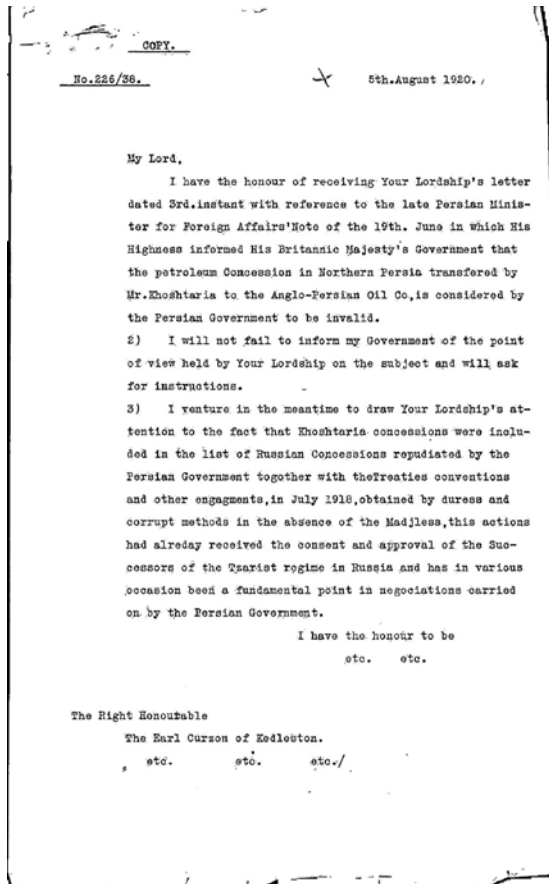 COPY.
No.226/38.
5th.August 1920.
My Lord,
I have the honour of receiving Your Lordship's letter
dated 3rd.instant with reference to the late Persian Minis-
ter for Foreign Affairs'Note of the 19th. June in which His
Highness informed His Britannic Majesty's Government that
the petroleum Concession in Northern Persia transfered by
Mr.Khoshtaria to the Anglo-Persian Oil Co,is considered by
the Persian Government to be invalid.
2) I will not fail to inform my Government of the point
of view held by Your Lordship on the subject and will ask
for instructions.
3) I venture in the meantime to draw Your Lordship's at-
tention to the fact that Khoshtaria concessions were inclu-
ded in the list of Russian Concessions repudiated by the
Persian Government togother with theTreaties conventions
and other engagments,in July 1918,obtained by duress and
corrupt methods in the absence of the Madjless,this actions
had alreday received the consent and approval of the Suc-
cessors of the Tsarist regime in Russia and has in various
occasion been a fundamental point in negociations carried
on by the Persian Government.
I have the honour to be
etc. etc.
The Right Honourable
The Earl Curzon of Kedleston.
etc. etc. etc./